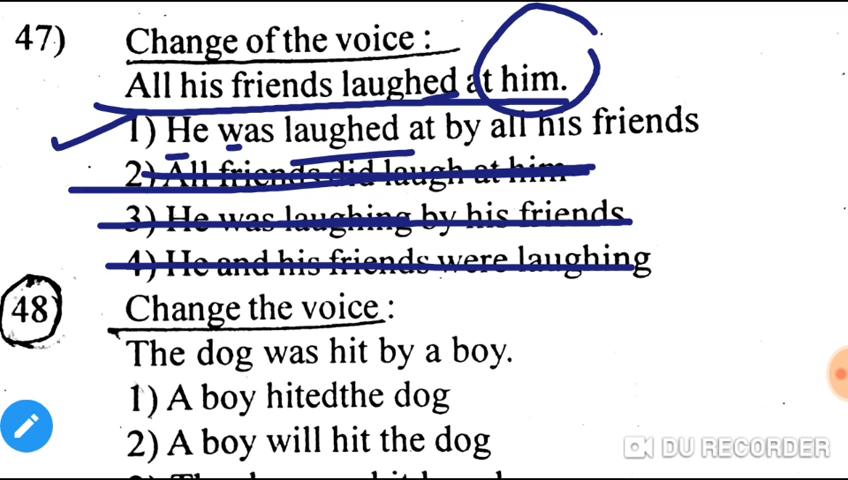 47) Change of the voice :
All his friends laughed at him.
1) He was laughed at by all his friends
2) All friends did laugh at him
3) He was laughing by his friends
4) He and his friends were laughing
48 Change the voice :
The dog was hit by a boy.
1) A boy hitedthe dog
2) A boy will hit the dog
DU RECORDER